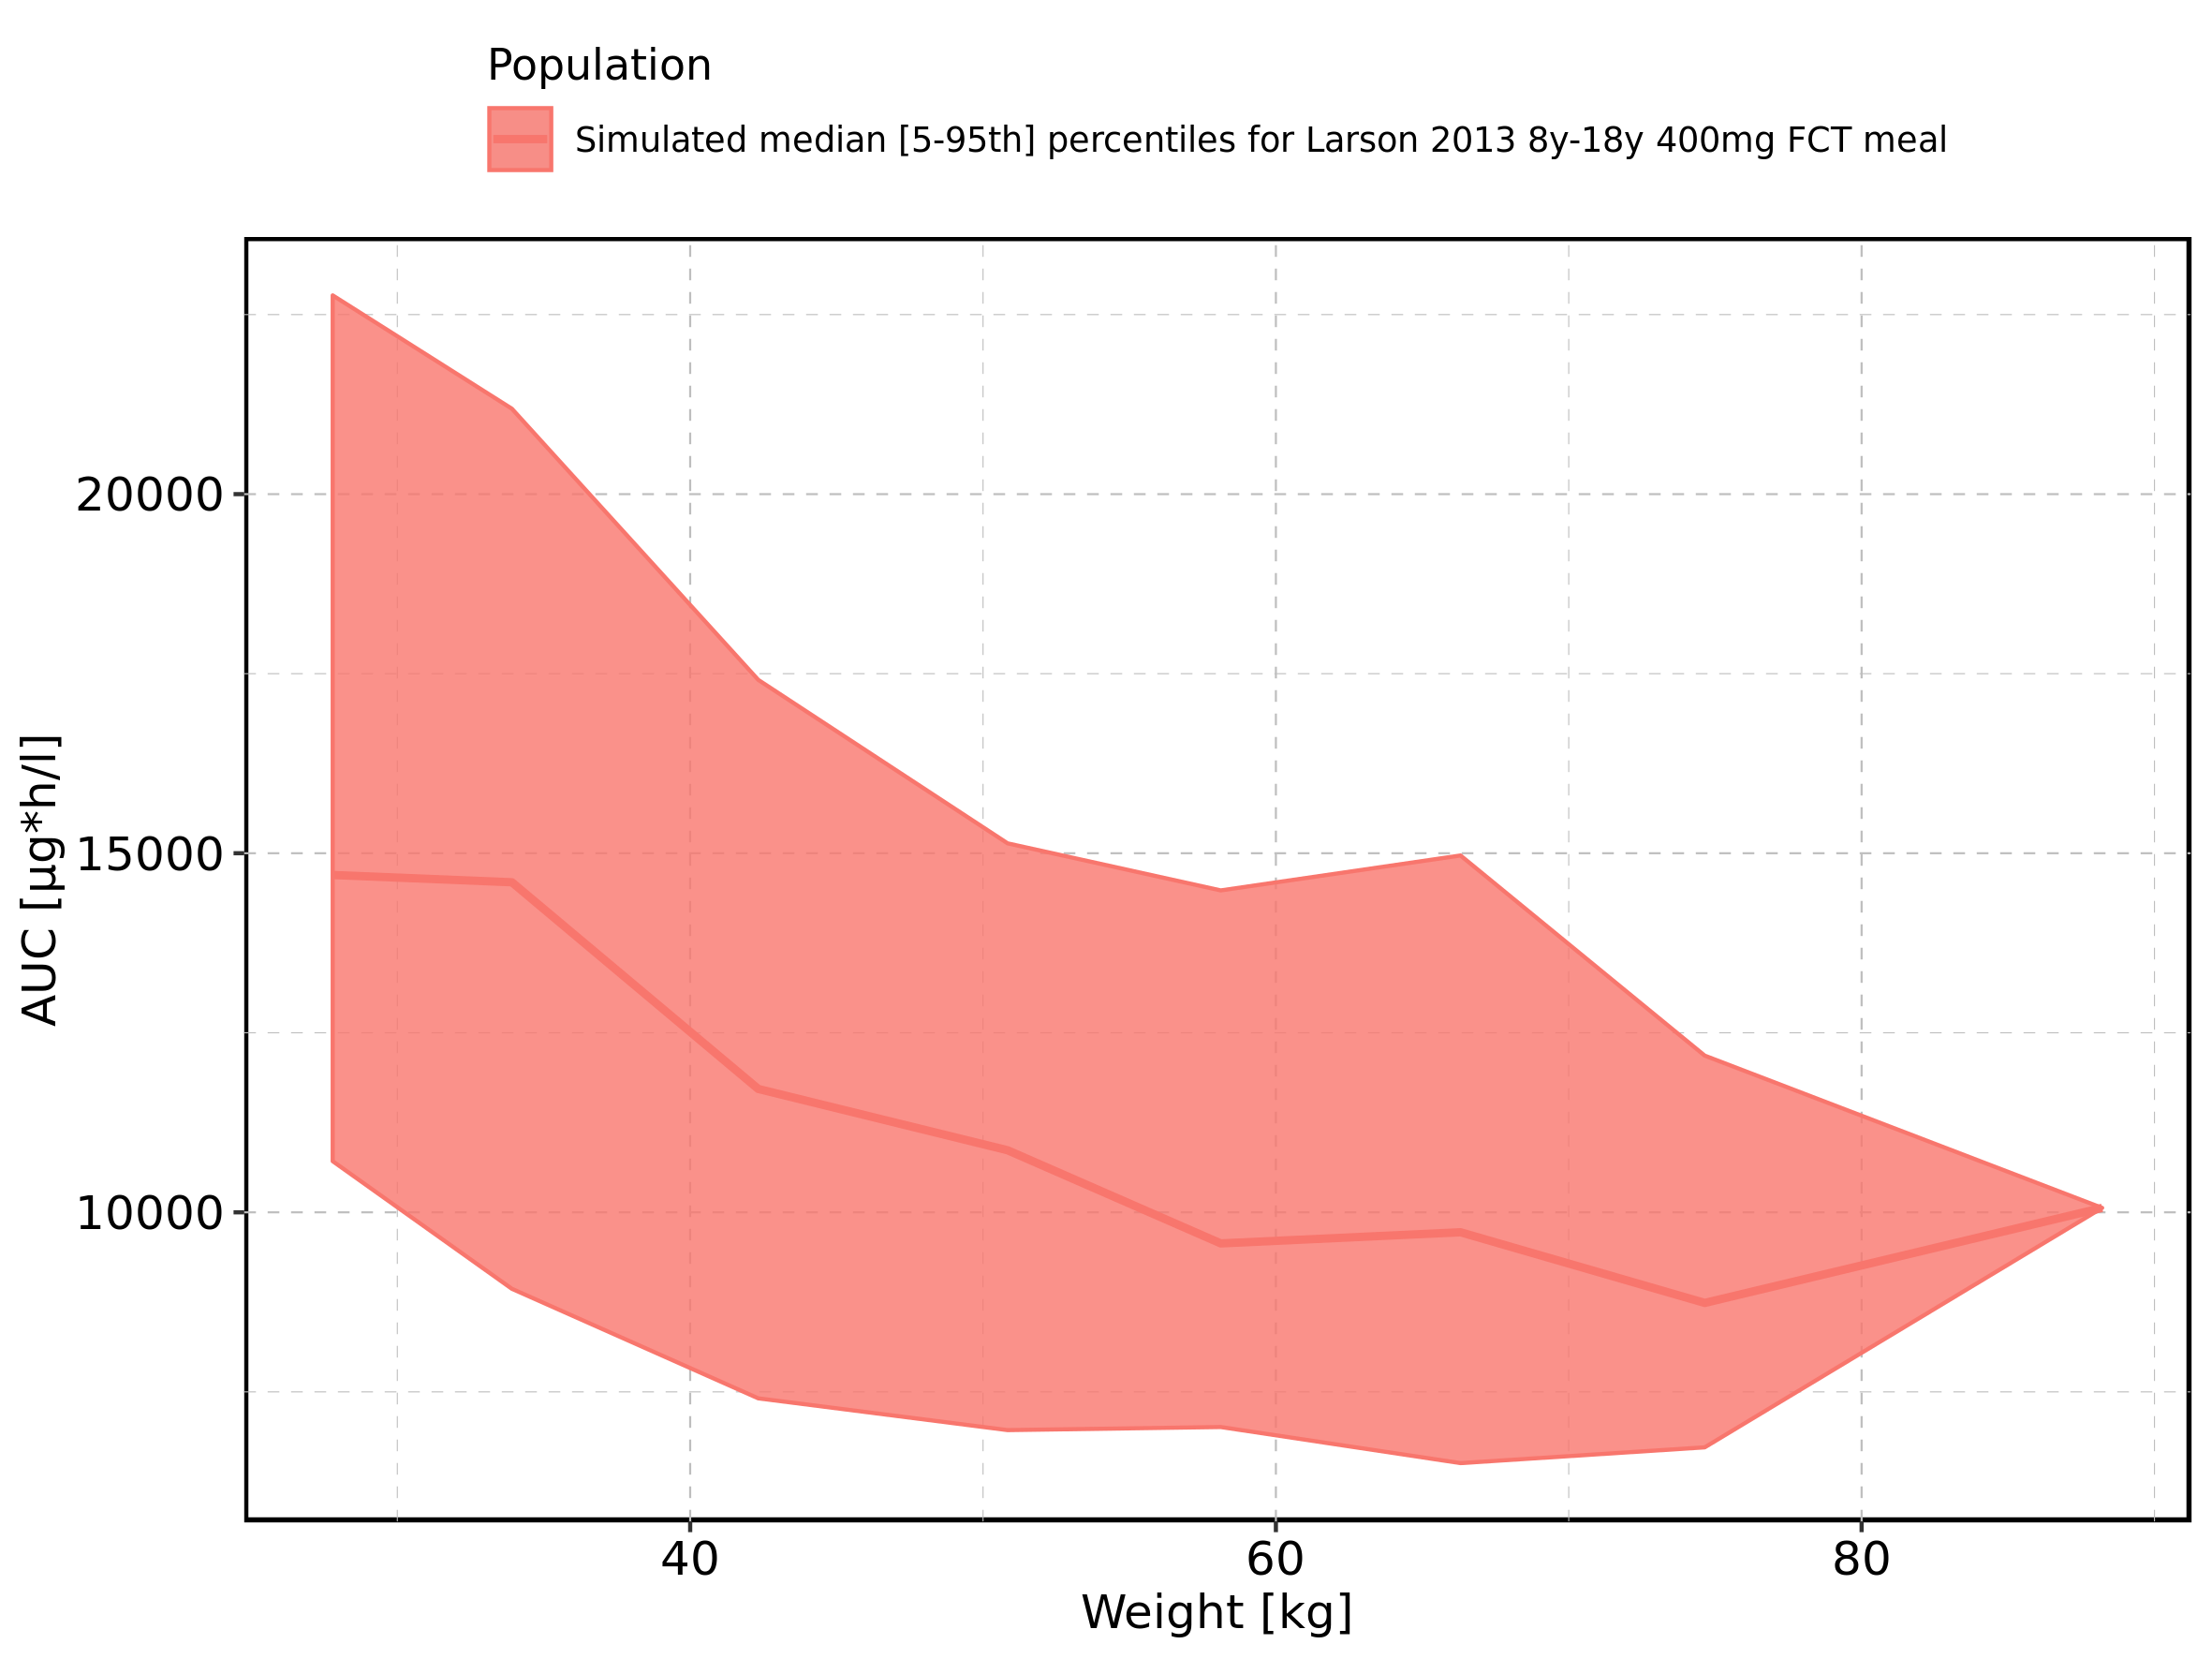 Population
Simulated median [5-95th] percentiles for Larson 2013 8y-18y 400mg FCT meal
AUC [µg*h/l]
20000
15000
10000
40 60 80
Weight [kg]